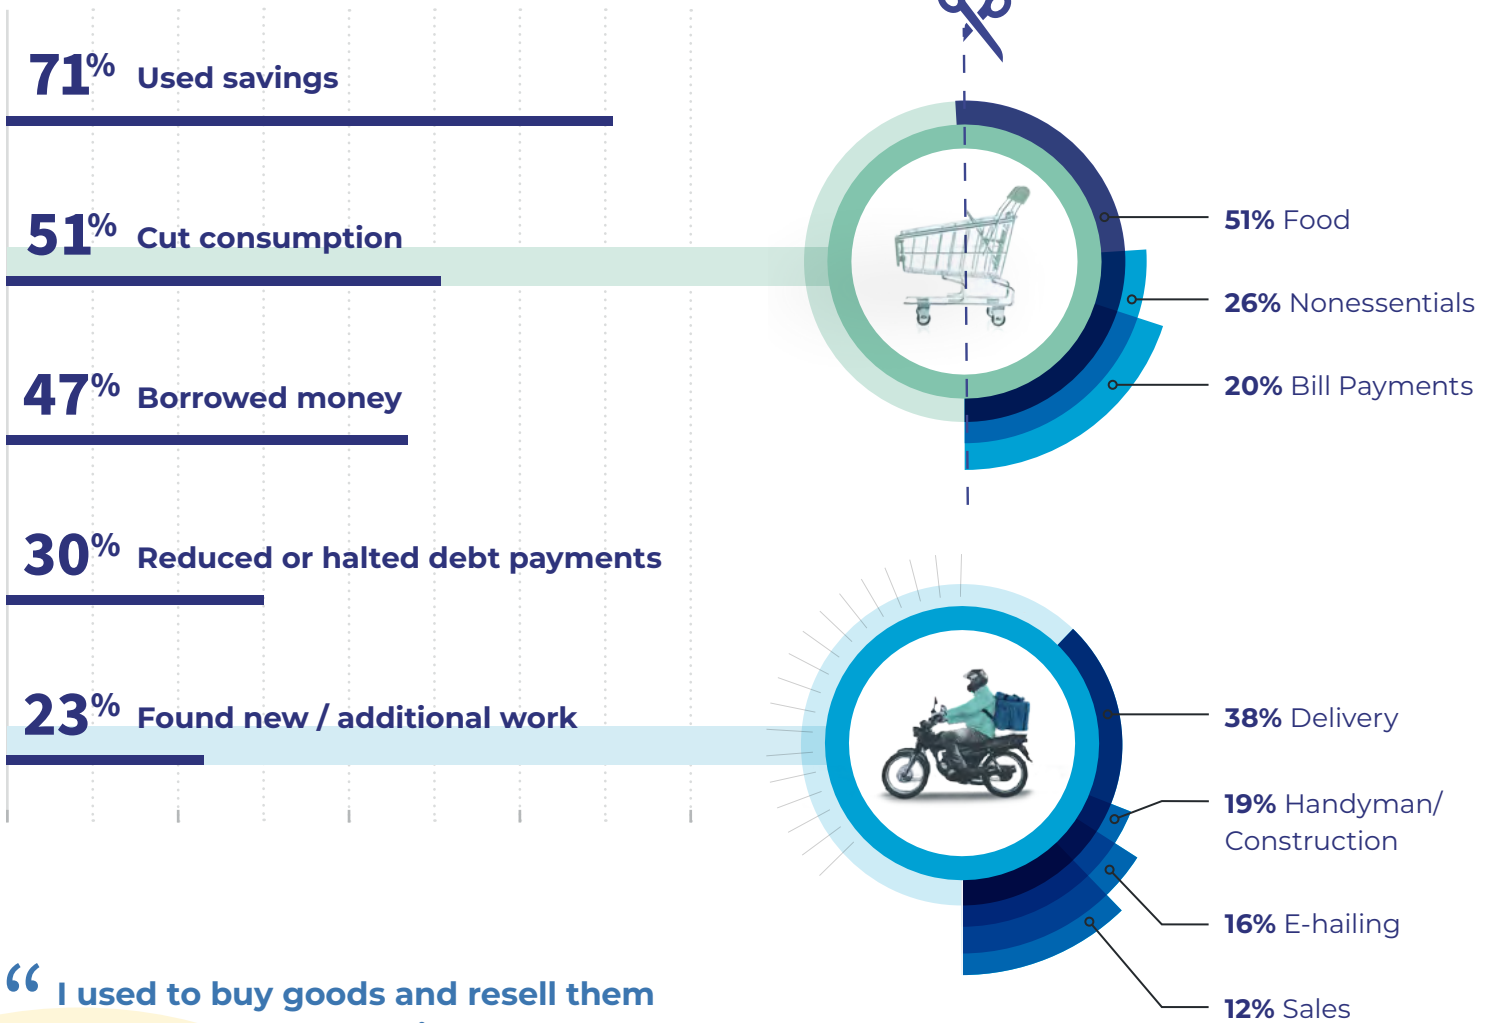 71% Used savings
51% Cut consumption
47% Borrowed money
30% Reduced or halted debt payments
23% Found new / additional work
51% Food
26% Nonessentials
20% Bill Payments
38% Delivery
19% Handyman/
Construction
16% E-hailing
12% Sales
“ I used to buy goods and resell them